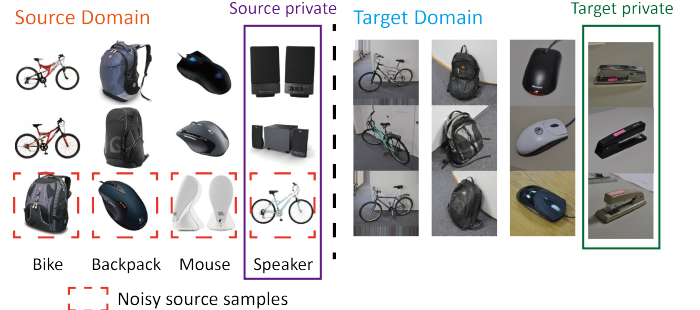 Source Domain
Source private
Target Domain
Target private
Bike
Backpack
Mouse
Speaker
Noisy source samples